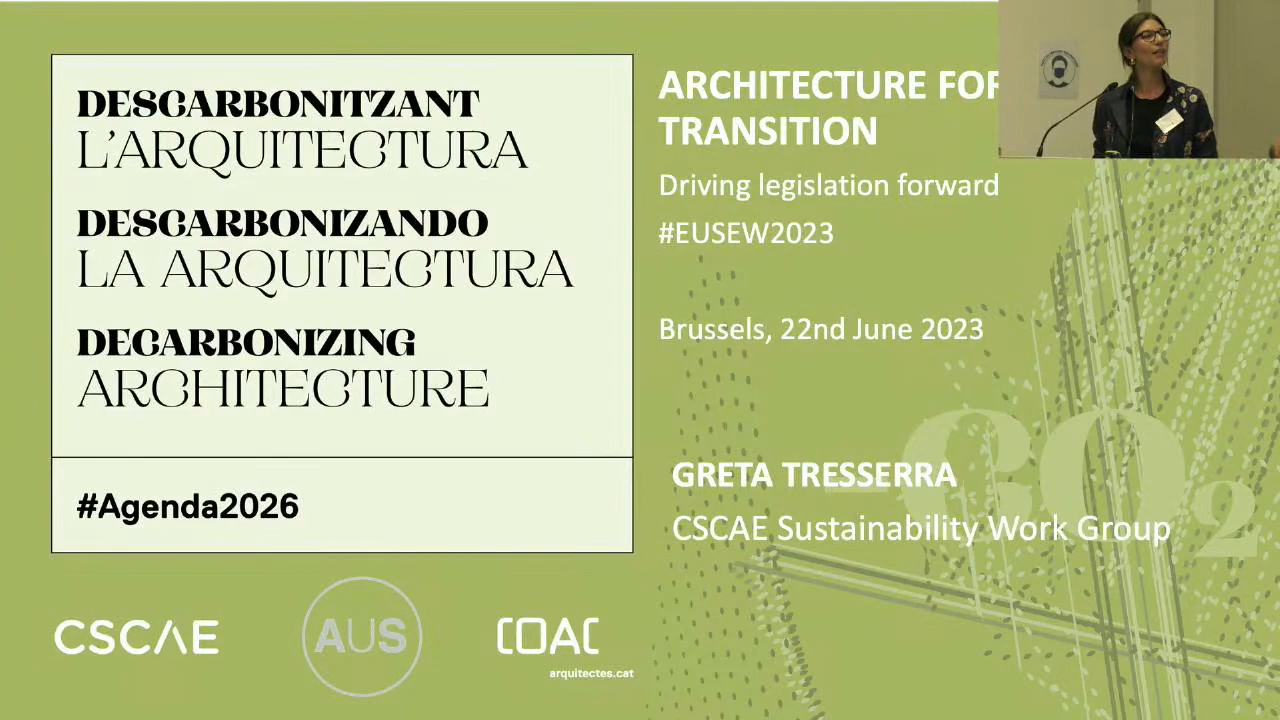 DESCARBONITZANT
L'ARQUITECTURA
DESCARBONIZANDO
LA ARQUITECTURA
DECARBONIZING
ARCHITECTURE
#Agenda2026
CSCAE
AUS
COAC
arquitectes.cat
ARCHITECTURE FOR
TRANSITION
Driving legislation forward
#EUSEW2023
Brussels, 22nd June 2023
-CO2
GRETA TRESSERRA
CSCAE Sustainability Work Group